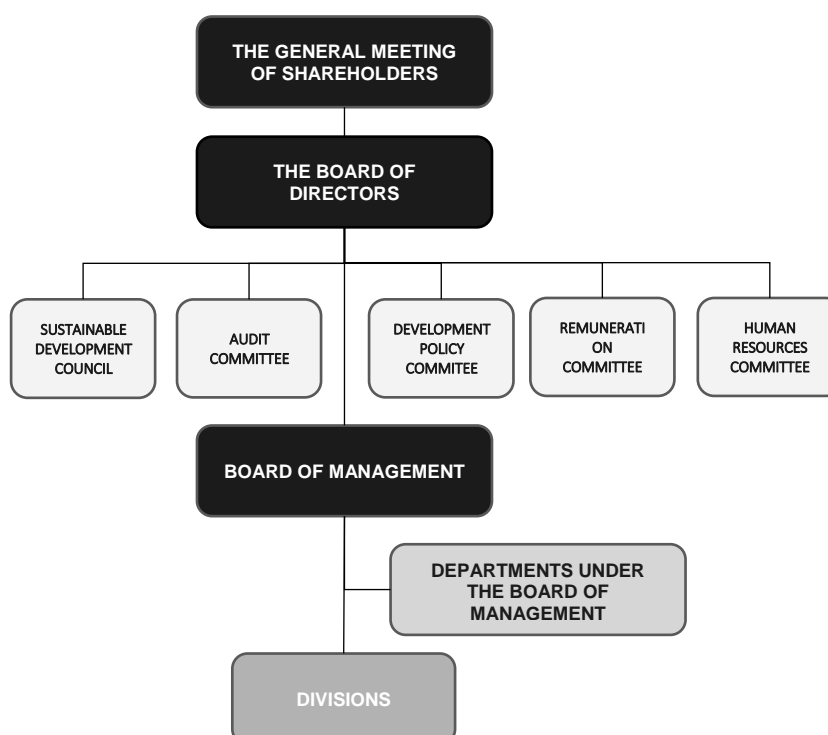 THE GENERAL MEETING
OF SHAREHOLDERS
THE BOARD OF
DIRECTORS
SUSTAINABLE
DEVELOPMENT
COUNCIL
AUDIT
COMMITTEE
DEVELOPMENT
POLICY
COMMITEE
REMUNERATI
ON
COMMITTEE
HUMAN
RESOURCES
COMMITTEE
BOARD OF MANAGEMENT
DEPARTMENTS UNDER
THE BOARD OF
MANAGEMENT
DIVISIONS